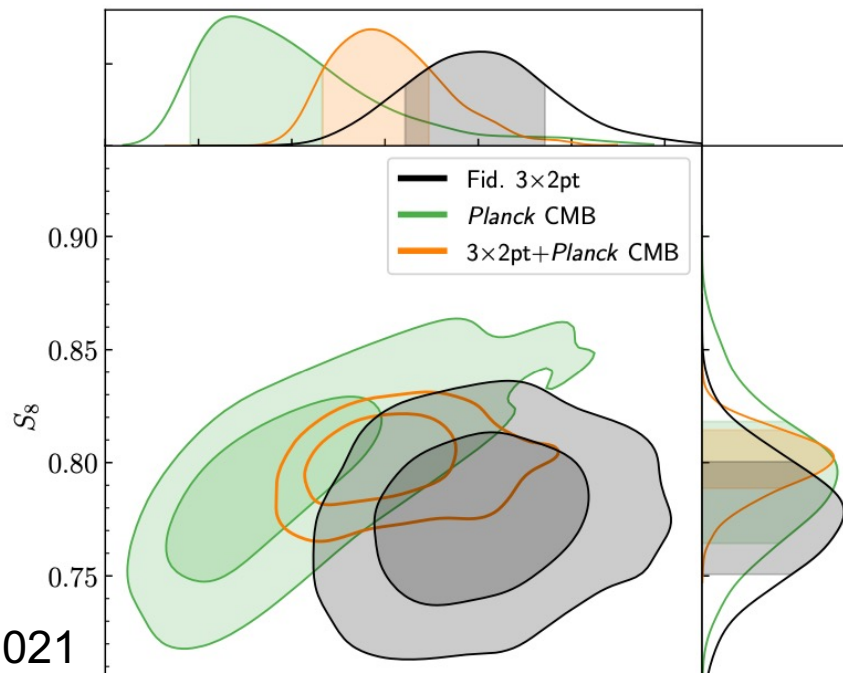 Fid. 3×2pt
Planck CMB
3×2pt+Planck CMB
0.90
0.85
0.80
0.75
S₈
021